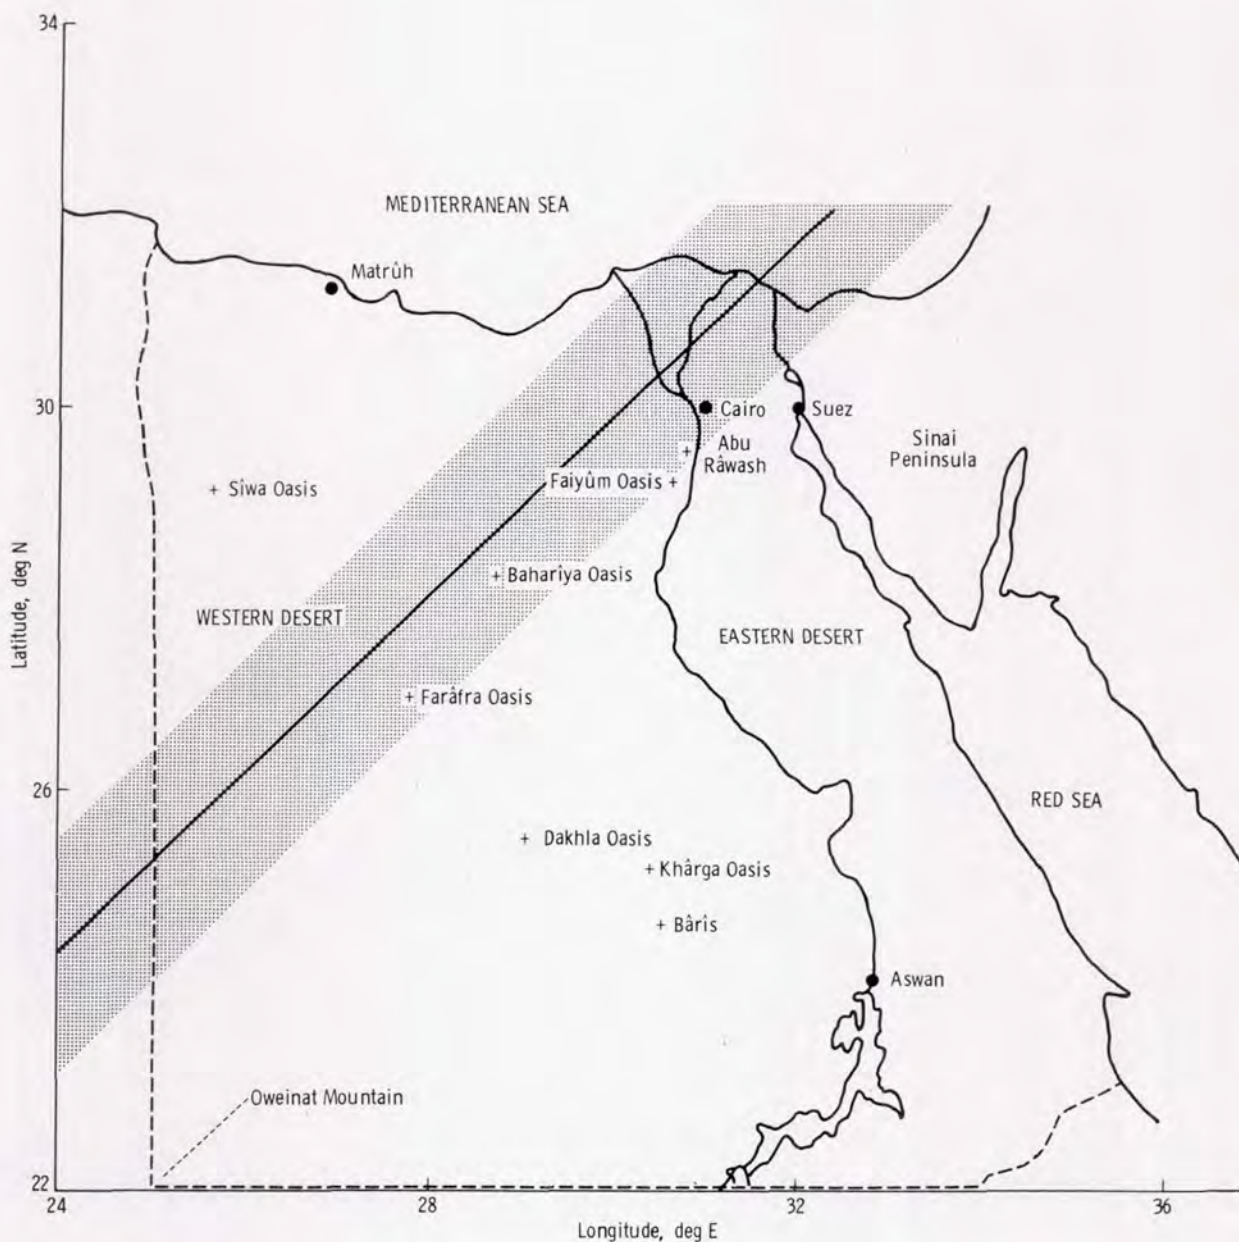 34
MEDITERRANEAN SEA
Matrûh
30
Cairo
Suez
Abu
Râwash
Sinai
Peninsula
Faiyûm Oasis
Sîwa Oasis
Baharîya Oasis
WESTERN DESERT
EASTERN DESERT
Latitude, deg N
Farâfra Oasis
26
RED SEA
Dakhla Oasis
Khârga Oasis
Bârîs
Aswan
Oweinat Mountain
22
24
28
32
36
Longitude, deg E